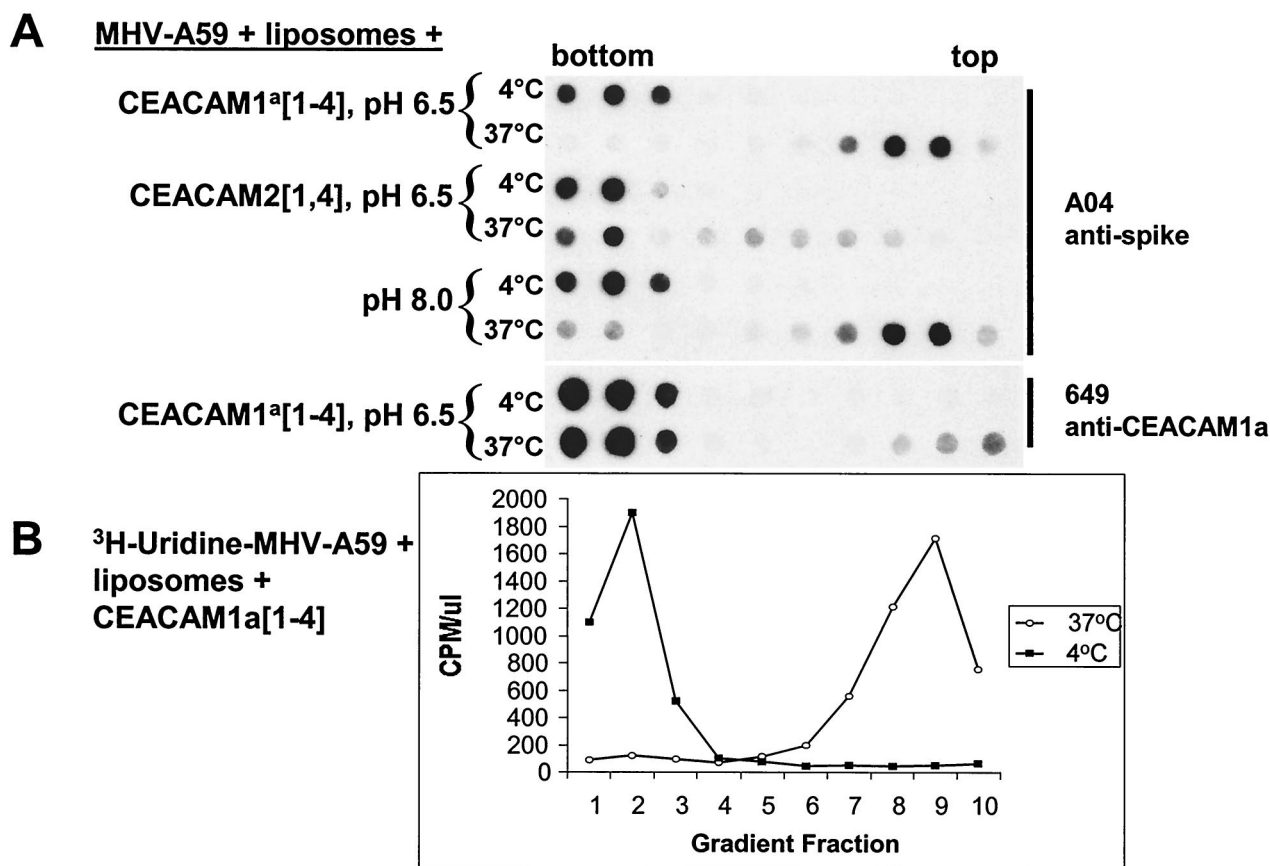 A
MHV-A59 + liposomes +
bottom top
CEACAM1ª[1-4], pH 6.5 { 4°C
37°C
CEACAM2[1,4], pH 6.5 { 4°C
37°C
pH 8.0 { 4°C
37°C
A04
anti-spike
CEACAM1ª[1-4], pH 6.5 { 4°C
37°C
649
anti-CEACAM1a
B
³H-Uridine-MHV-A59 +
liposomes +
CEACAM1a[1-4]
CPM/ul
2000
1800
1600
1400
1200
1000
800
600
400
200
0
1 2 3 4 5 6 7 8 9 10
Gradient Fraction
37ºC
4ºC